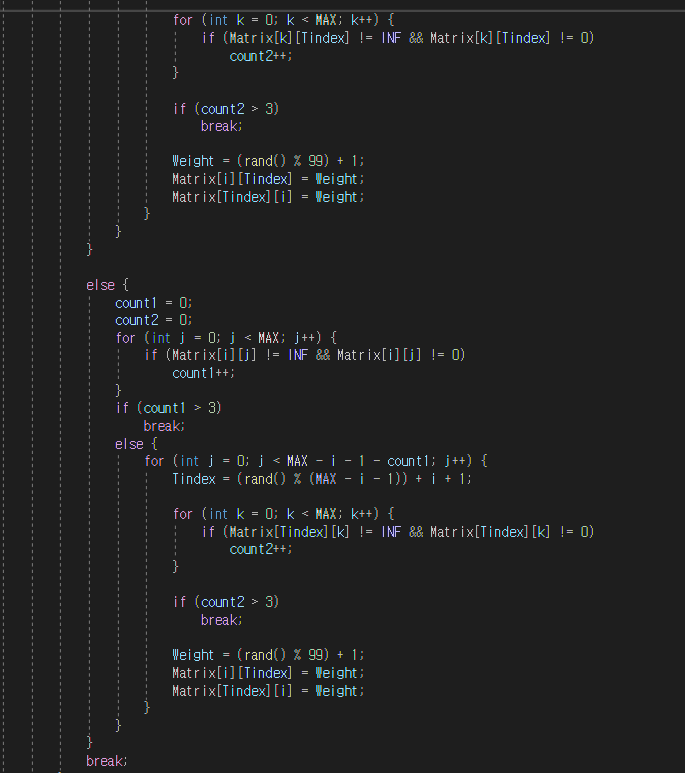 for (int k = 0; k < MAX; k++) {
if (Matrix[k][Tindex] != INF && Matrix[k][Tindex] != 0)
count2++;
}
if (count2 > 3)
break;
Weight = (rand() % 99) + 1;
Matrix[i][Tindex] = Weight;
Matrix[Tindex][i] = Weight;
}
}
}
else {
count1 = 0;
count2 = 0;
for (int j = 0; j < MAX; j++) {
if (Matrix[i][j] != INF && Matrix[i][j] != 0)
count1++;
}
if (count1 > 3)
break;
else {
for (int j = 0; j < MAX - i - 1 - count1; j++) {
Tindex = (rand() % (MAX - i - 1)) + i + 1;
for (int k = 0; k < MAX; k++) {
if (Matrix[Tindex][k] != INF && Matrix[Tindex][k] != 0)
count2++;
}
if (count2 > 3)
break;
Weight = (rand() % 99) + 1;
Matrix[i][Tindex] = Weight;
Matrix[Tindex][i] = Weight;
}
}
}
break;